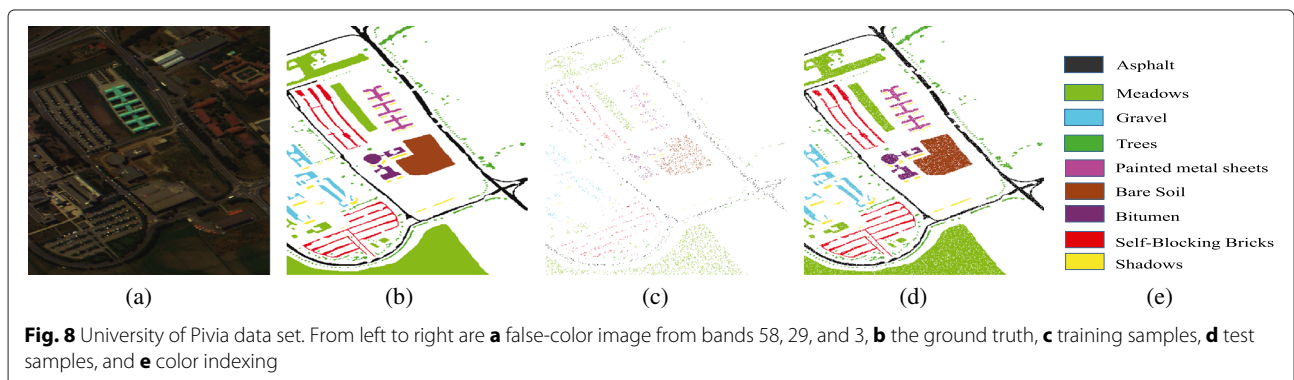 Asphalt
Meadows
Gravel
Trees
Painted metal sheets
Bare Soil
Bitumen
Self-Blocking Bricks
Shadows
(a) (b) (c) (d) (e)
Fig. 8 University of Pivia data set. From left to right are a false-color image from bands 58, 29, and 3, b the ground truth, c training samples, d test
samples, and e color indexing